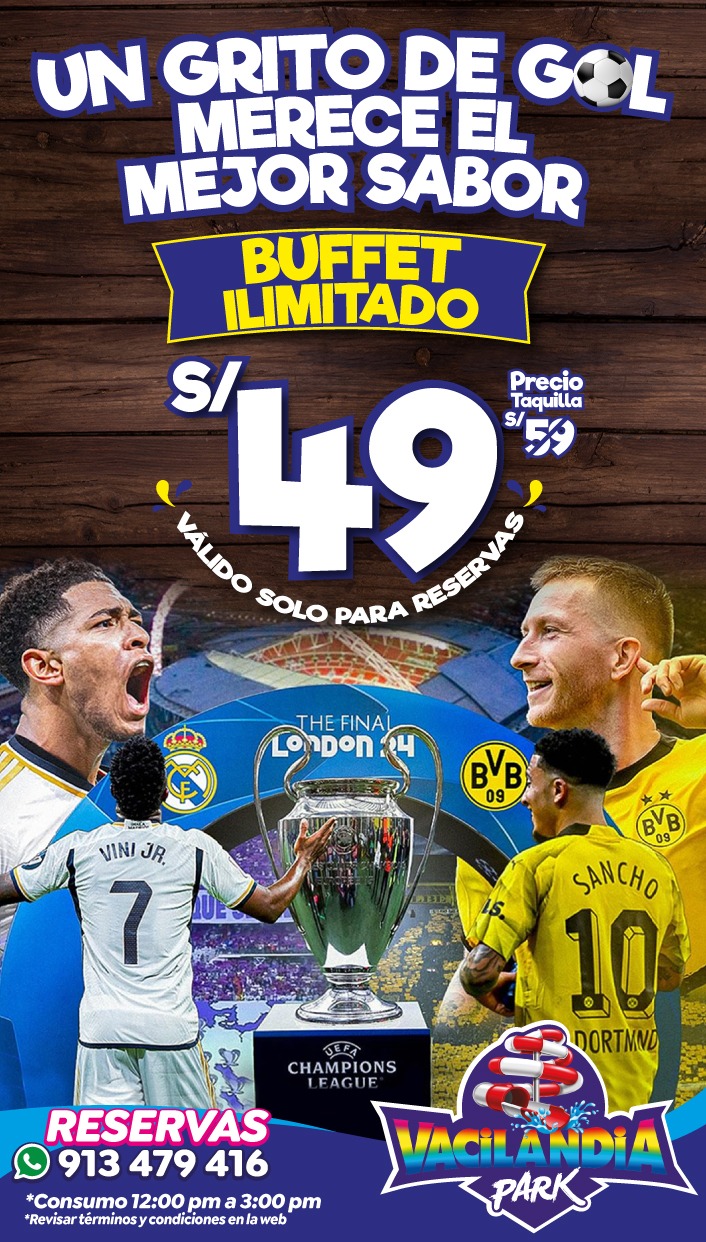 UN GRITO DE GOL
MERECE EL
MEJOR SABOR
BUFFET
ILIMITADO
S/49
Precio
Taquilla
S/59
VÁLIDO SOLO PARA RESERVAS
THE FINAL
LONDON 24
BVB
09
BVB
09
VINI JR.
7
SANCHO
10
DORTMUND
UEFA
CHAMPIONS
LEAGUE
RESERVAS
913 479 416
*Consumo 12:00 pm a 3:00 pm
*Revisar términos y condiciones en la web
VACILANDIA
PARK